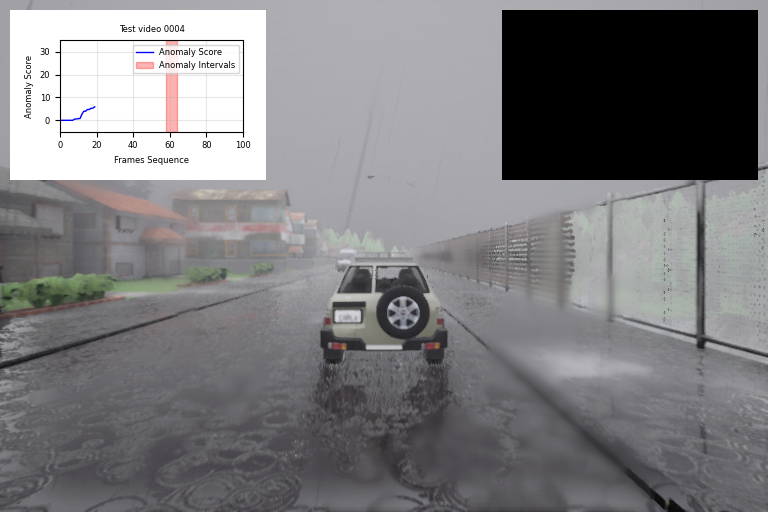 Test video 0004
Anomaly Score
Anomaly Score
Anomaly Intervals
30
20
10
0
0 20 40 60 80 100
Frames Sequence